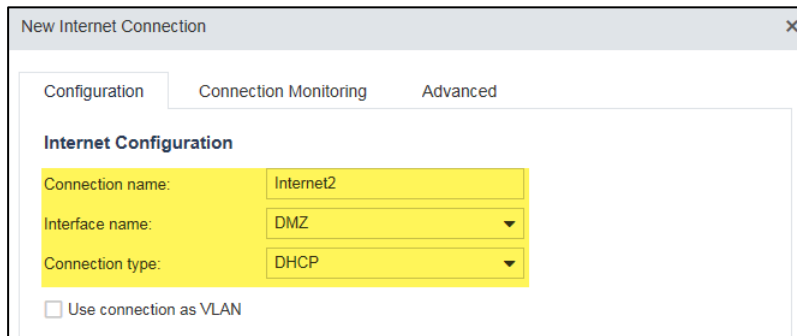 New Internet Connection
Configuration Connection Monitoring Advanced
Internet Configuration
Connection name: Internet2
Interface name: DMZ
Connection type: DHCP
Use connection as VLAN